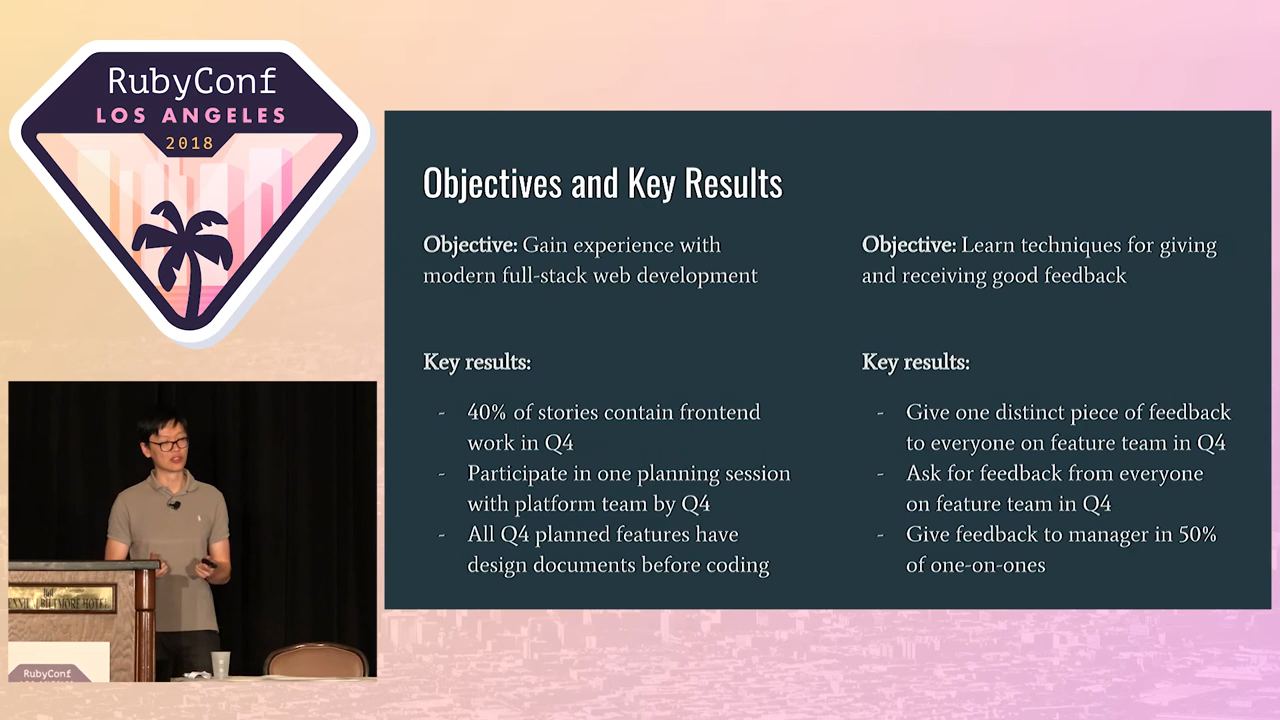 RubyConf
LOS ANGELES
2018
Objectives and Key Results
Objective: Gain experience with
modern full-stack web development
Key results:
- 40% of stories contain frontend
work in Q4
- Participate in one planning session
with platform team by Q4
- All Q4 planned features have
design documents before coding
Objective: Learn techniques for giving
and receiving good feedback
Key results:
- Give one distinct piece of feedback
to everyone on feature team in Q4
- Ask for feedback from everyone
on feature team in Q4
- Give feedback to manager in 50%
of one-on-ones
BILTMORE HOTEL
RubyConf